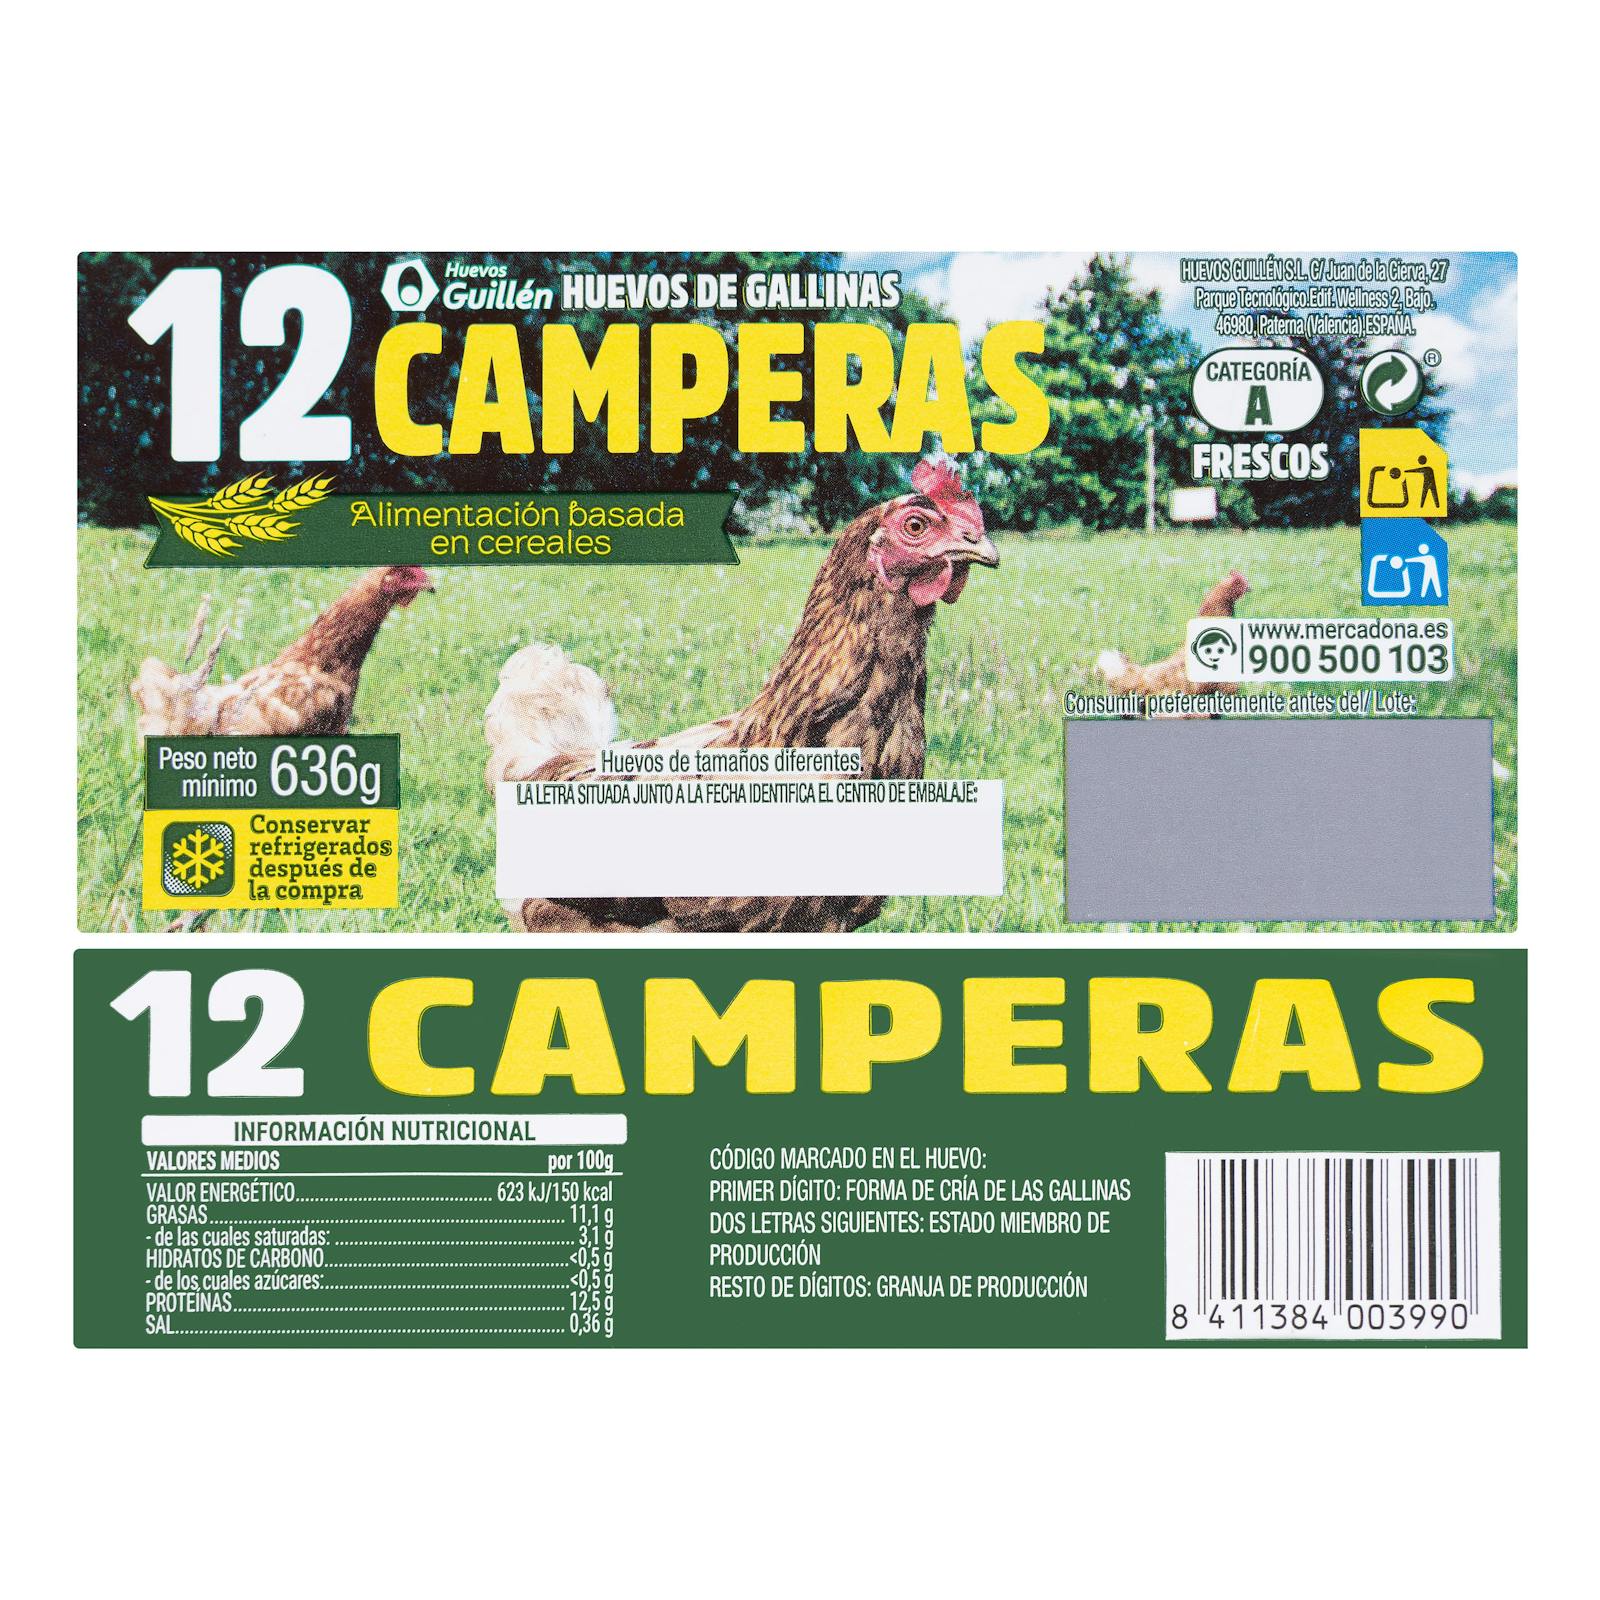 12
Huevos
Guillén
HUEVOS DE GALLINAS
CAMPERAS
Alimentación basada
en cereales
HUEVOS GUILLÉN S.L. C/ Juan de la Cierva, 27
Parque Tecnológico.Edif. Wellness 2, Bajo.
46980, Paterna (Valencia),ESPAÑA.
CATEGORÍA
A
FRESCOS
®
www.mercadona.es
900 500 103
Consumir preferentemente antes del/ Lote:
Peso neto
mínimo 636g
Conservar
refrigerados
después de
la compra
Huevos de tamaños diferentes.
LA LETRA SITUADA JUNTO A LA FECHA IDENTIFICA EL CENTRO DE EMBALAJE:
12 CAMPERAS
INFORMACIÓN NUTRICIONAL
VALORES MEDIOS por 100g
VALOR ENERGÉTICO 623 kJ/150 kcal
GRASAS 11,1 g
- de las cuales saturadas: 3,1 g
HIDRATOS DE CARBONO <0,5 g
- de los cuales azúcares: <0,5 g
PROTEÍNAS 12,5 g
SAL 0,36 g
CÓDIGO MARCADO EN EL HUEVO:
PRIMER DÍGITO: FORMA DE CRÍA DE LAS GALLINAS
DOS LETRAS SIGUIENTES: ESTADO MIEMBRO DE
PRODUCCIÓN
RESTO DE DÍGITOS: GRANJA DE PRODUCCIÓN
8 411384 003990